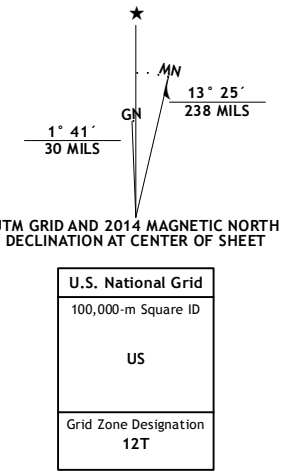 ★
MN
13° 25´
238 MILS
GN
1° 41´
30 MILS
UTM GRID AND 2014 MAGNETIC NORTH
DECLINATION AT CENTER OF SHEET
U.S. National Grid
100,000-m Square ID
US
Grid Zone Designation
12T